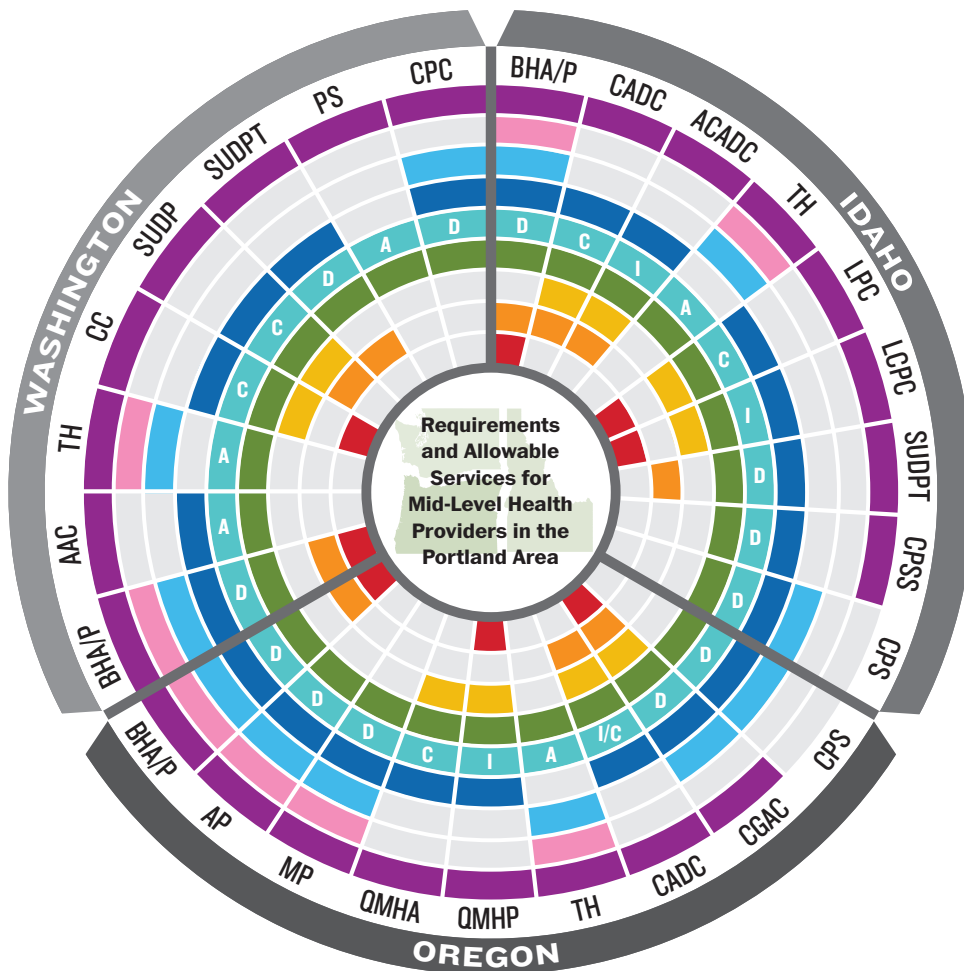 WASHINGTON
IDAHO
OREGON
BHA/P
CADC
ACADC
TH
LPC
LCPC
SUDPT
CPSS
CPS
CPS
CGAC
CADC
TH
QMHP
QMHA
MP
AP
BHA/P
BHA/P
AAC
TH
CC
SUDP
SUDPT
PS
CPC
D
C
I
A
C
I
D
D
D
D
D
I/C
A
I
C
D
D
D
A
A
C
C
D
A
D
Requirements
and Allowable
Services for
Mid-Level Health
Providers in the
Portland Area